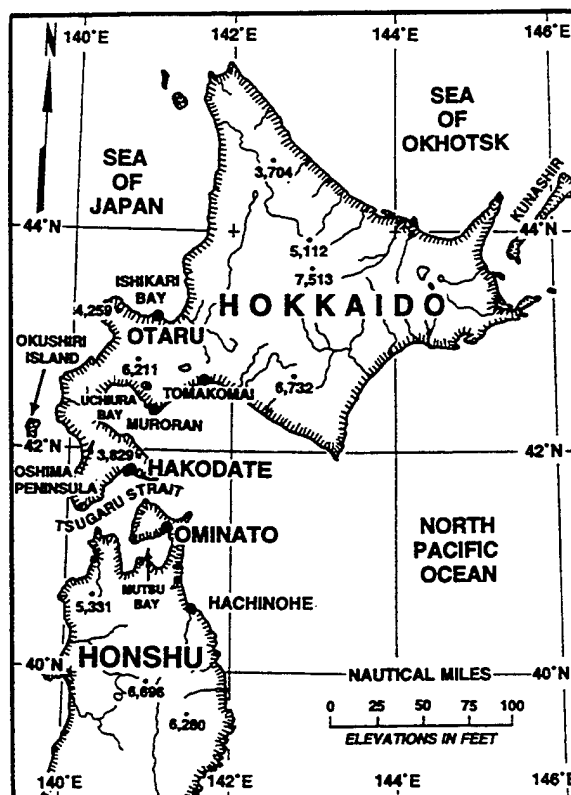 140°E
142°E
144°E
146°E
N
SEA
OF
OKHOTSK
SEA
OF
JAPAN
3,704
KUNASHIR
44°N
44°N
5,112
7,513
ISHIKARI
BAY
HOKKAIDO
4,259
OTARU
OKUSHIRI
ISLAND
6,211
6,732
TOMAKOMAI
UCHIURA
BAY
MURORAN
42°N
42°N
3,829
HAKODATE
OSHIMA
PENINSULA
TSUGARU STRAIT
OMINATO
NORTH
PACIFIC
OCEAN
MUTSU
BAY
5,331
HACHINOHE
HONSHU
40°N
NAUTICAL MILES
40°N
6,696
6,280
0 25 50 75 100
ELEVATIONS IN FEET
140°E
142°E
144°E
146°E